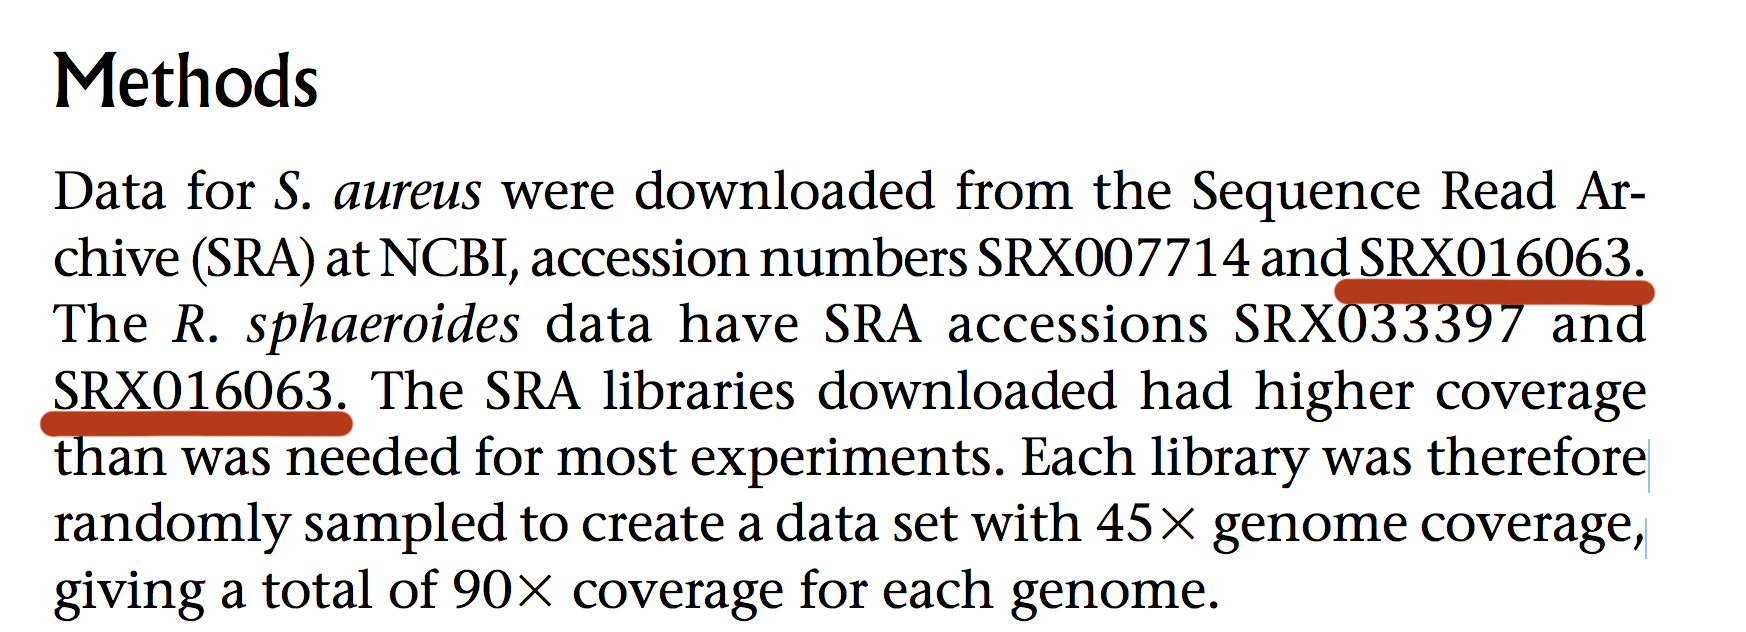 Methods
Data for S. aureus were downloaded from the Sequence Read Ar-
chive (SRA) at NCBI, accession numbers SRX007714 and SRX016063.
The R. sphaeroides data have SRA accessions SRX033397 and
SRX016063. The SRA libraries downloaded had higher coverage
than was needed for most experiments. Each library was therefore
randomly sampled to create a data set with 45× genome coverage,
giving a total of 90× coverage for each genome.